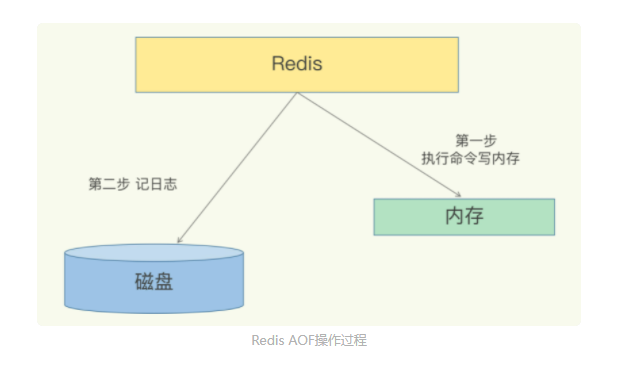 Redis
第一步
执行命令写内存
第二步 记日志
内存
磁盘
Redis AOF操作过程